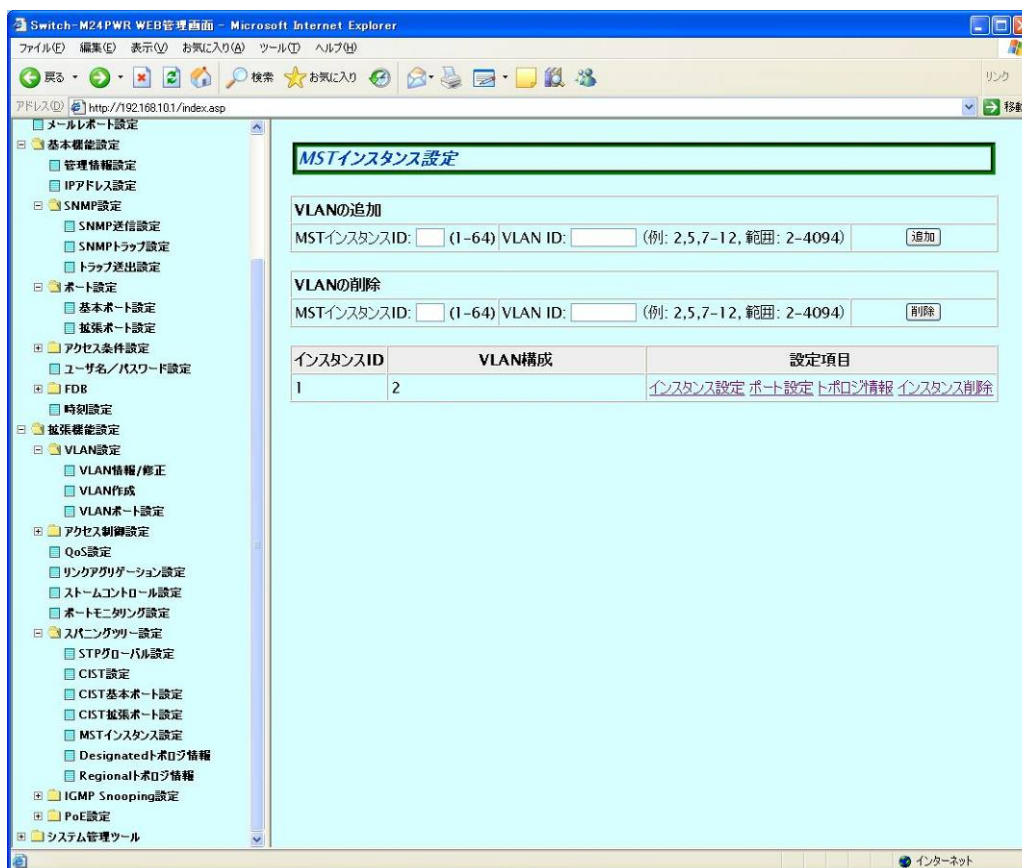 Switch-M24PWR WEB管理画面 - Microsoft Internet Explorer
ファイル(F) 編集(E) 表示(V) お気に入り(A) ツール(T) ヘルプ(H)
戻る 検索 お気に入り リンク
アドレス(D) http://192.168.10.1/index.asp 移動
メールレポート設定
基本機能設定
管理情報設定
IPアドレス設定
SNMP設定
SNMP送信設定
SNMPトラップ設定
トラップ送出設定
ポート設定
基本ポート設定
拡張ポート設定
アクセス条件設定
ユーザ名/パスワード設定
FDB
時刻設定
拡張機能設定
VLAN設定
VLAN情報/修正
VLAN作成
VLANポート設定
アクセス制御設定
QoS設定
リンクアグリゲーション設定
ストームコントロール設定
ポートモニタリング設定
スパニングツリー設定
STPグローバル設定
CIST設定
CIST基本ポート設定
CIST拡張ポート設定
MSTインスタンス設定
Designatedトポロジ情報
Regionalトポロジ情報
IGMP Snooping設定
PoE設定
システム管理ツール
MSTインスタンス設定
VLANの追加
MSTインスタンスID: (1-64) VLAN ID: (例: 2,5,7-12, 範囲: 2-4094) 追加
VLANの削除
MSTインスタンスID: (1-64) VLAN ID: (例: 2,5,7-12, 範囲: 2-4094) 削除
インスタンスID VLAN構成 設定項目
1 2 インスタンス設定 ポート設定 トポロジ情報 インスタンス削除
インターネット